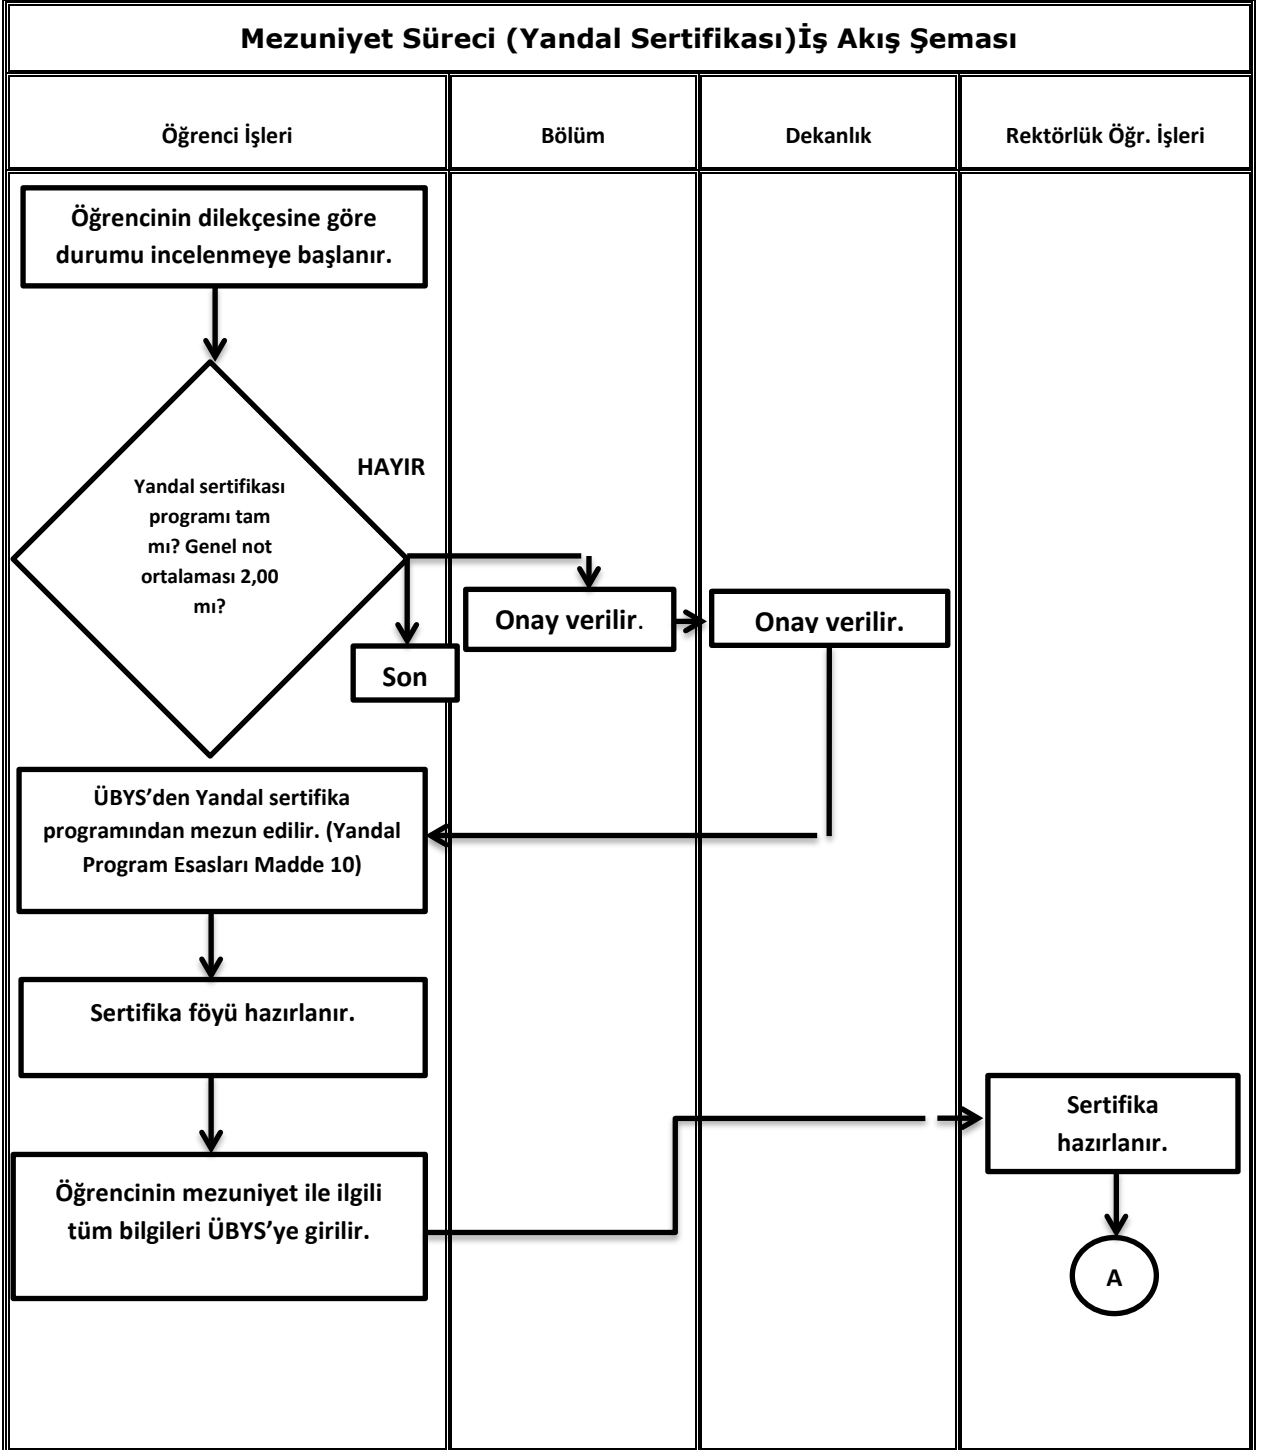 Mezuniyet Süreci (Yandal Sertifikası)İş Akış Şeması
Öğrenci İşleri
Bölüm
Dekanlık
Rektörlük Öğr. İşleri
Öğrencinin dilekçesine göre
durumu incelenmeye başlanır.
HAYIR
Yandal sertifikası
programı tam
mı? Genel not
ortalaması 2,00
mı?
Onay verilir.
Onay verilir.
Son
ÜBYS’den Yandal sertifika
programından mezun edilir. (Yandal
Program Esasları Madde 10)
Sertifika föyü hazırlanır.
Sertifika
hazırlanır.
Öğrencinin mezuniyet ile ilgili
tüm bilgileri ÜBYS’ye girilir.
A